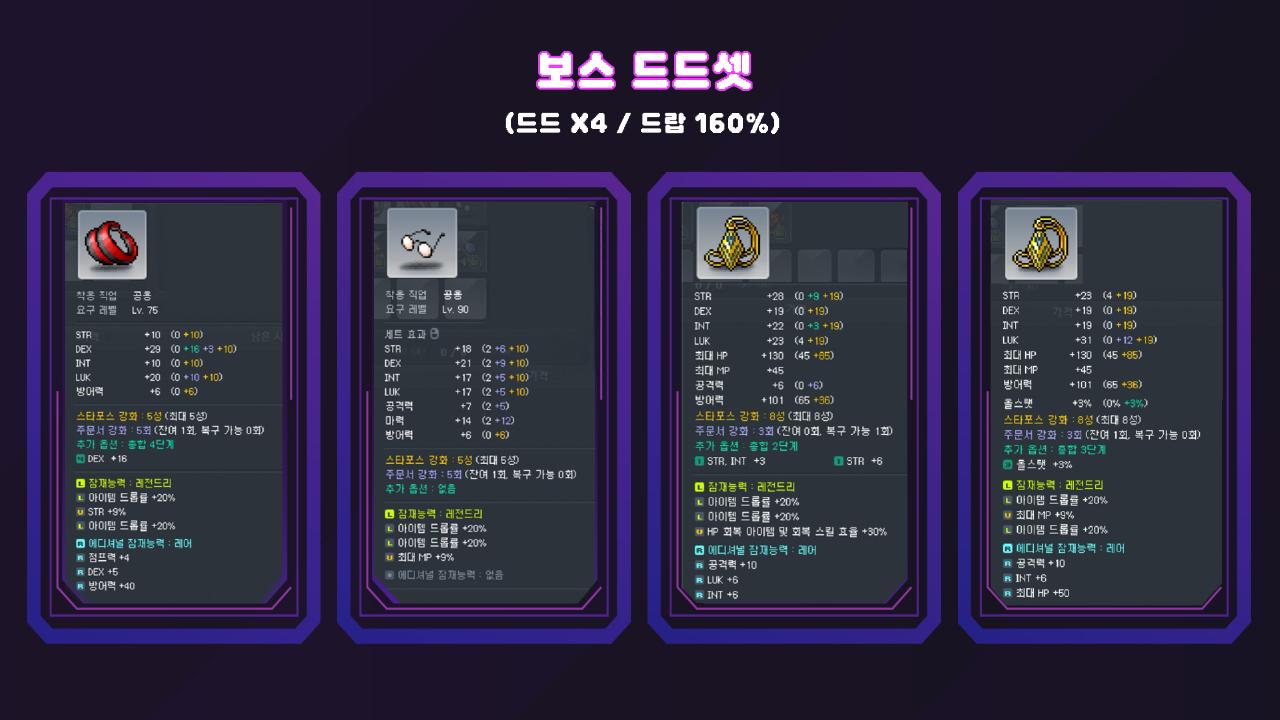 보스 드드셋
(드드 X4 / 드랍 160%)
착용 직업 공용
요구 레벨 Lv. 75
STR +10 (0 +10)
DEX +29 (0 +16 +3 +10)
INT +10 (0 +10)
LUK +20 (0 +10 +10)
방어력 +6 (0 +6)
스타포스 강화 : 5성 (최대 5성)
주문서 강화 : 5회 (잔여 1회, 복구 가능 0회)
추가 옵션 : 총합 4단계
DEX +16
L 잠재능력 : 레전드리
L 아이템 드롭률 +20%
U STR +9%
L 아이템 드롭률 +20%
R 에디셔널 잠재능력 : 레어
R 점프력 +4
R DEX +5
R 방어력 +40
착용 직업 공용
요구 레벨 Lv. 90
세트 효과
STR +18 (2 +6 +10)
DEX +21 (2 +9 +10)
INT +17 (2 +5 +10)
LUK +17 (2 +5 +10)
공격력 +7 (2 +5)
마력 +14 (2 +12)
방어력 +6 (0 +6)
스타포스 강화 : 5성 (최대 5성)
주문서 강화 : 5회 (잔여 1회, 복구 가능 0회)
추가 옵션 : 없음
L 잠재능력 : 레전드리
L 아이템 드롭률 +20%
L 아이템 드롭률 +20%
U 최대 MP +9%
에디셔널 잠재능력 : 없음
STR +28 (0 +9 +19)
DEX +19 (0 +19)
INT +22 (0 +3 +19)
LUK +23 (4 +19)
최대 HP +130 (45 +85)
최대 MP +45
공격력 +6 (0 +6)
방어력 +101 (65 +36)
스타포스 강화 : 8성 (최대 8성)
주문서 강화 : 3회 (잔여 0회, 복구 가능 1회)
추가 옵션 : 총합 2단계
1 STR, INT +3 1 STR +6
L 잠재능력 : 레전드리
L 아이템 드롭률 +20%
L 아이템 드롭률 +20%
U HP 회복 아이템 및 회복 스킬 효율 +30%
R 에디셔널 잠재능력 : 레어
R 공격력 +10
R LUK +6
R INT +6
STR +23 (4 +19)
DEX +19 (0 +19)
INT +19 (0 +19)
LUK +31 (0 +12 +19)
최대 HP +130 (45 +85)
최대 MP +45
방어력 +101 (65 +36)
올스탯 +3% (0% +3%)
스타포스 강화 : 8성 (최대 8성)
주문서 강화 : 3회 (잔여 1회, 복구 가능 0회)
추가 옵션 : 총합 3단계
올스탯 +3%
L 잠재능력 : 레전드리
L 아이템 드롭률 +20%
U 최대 MP +9%
L 아이템 드롭률 +20%
R 에디셔널 잠재능력 : 레어
R 공격력 +10
R INT +6
R 최대 HP +50